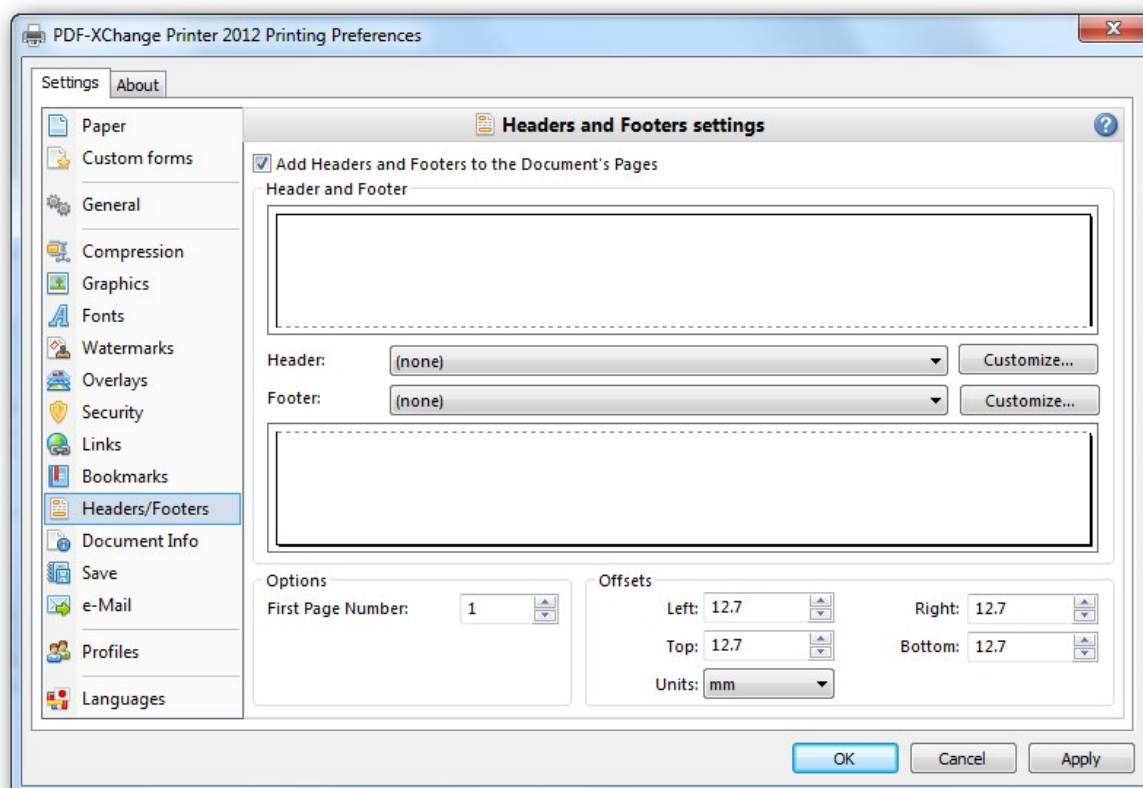 PDF-XChange Printer 2012 Printing Preferences
Settings
About
Paper
Custom forms
General
Compression
Graphics
Fonts
Watermarks
Overlays
Security
Links
Bookmarks
Headers/Footers
Document Info
Save
e-Mail
Profiles
Languages
Headers and Footers settings
?
Add Headers and Footers to the Document's Pages
Header and Footer
Header: (none) Customize...
Footer: (none) Customize...
Options
First Page Number: 1
Offsets
Left: 12.7 Right: 12.7
Top: 12.7 Bottom: 12.7
Units: mm
OK Cancel Apply